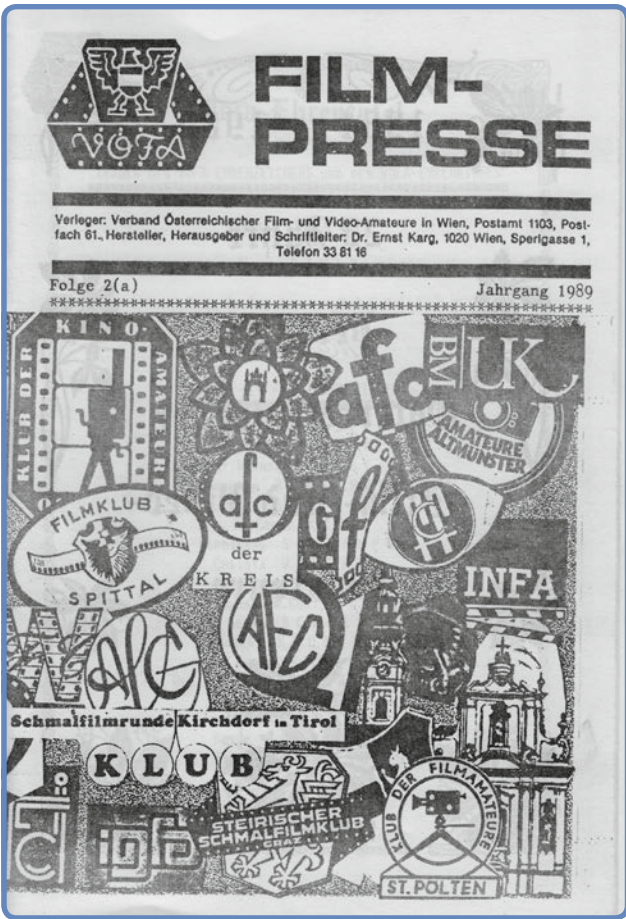 VÖFA
FILM-
PRESSE
Verleger: Verband Österreichischer Film- und Video-Amateure in Wien, Postamt 1103, Post-
fach 61., Hersteller, Herausgeber und Schriftleiter: Dr. Ernst Karg, 1020 Wien, Sperlgasse 1,
Telefon 33 81 16
Folge 2(a)
Jahrgang 1989
KLUB DER KINO-
AMATEURE
afc
BM
UK
AMATEURE
ALTMÜNSTER
FILMKLUB
SPITTAL
afc
der
KREIS
Gf
INFA
AFC
AFC
Schmalfilmrunde Kirchdorf in Tirol
KLUB
STEIRISCHER
SCHMALFILMKLUB
GRAZ
KLUB DER FILMAMATEURE
ST. PÖLTEN